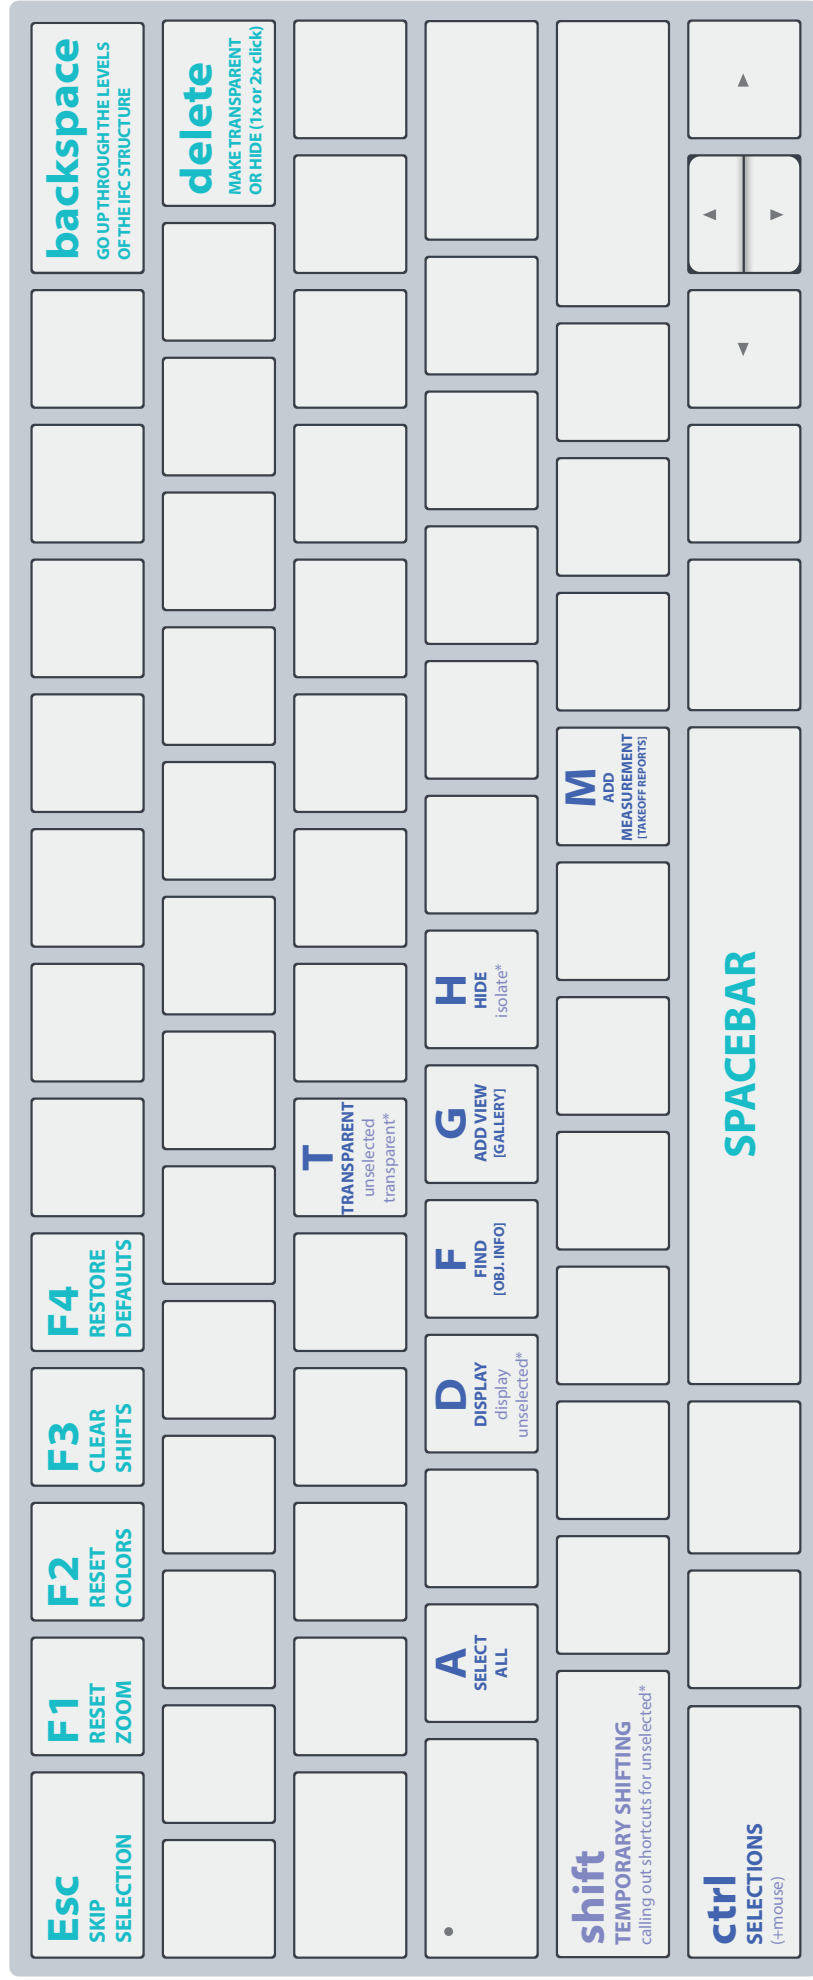 Esc
SKIP
SELECTION
F1
RESET
ZOOM
F2
RESET
COLORS
F3
CLEAR
SHIFTS
F4
RESTORE
DEFAULTS
backspace
GO UP THROUGH THE LEVELS
OF THE IFC STRUCTURE
delete
MAKE TRANSPARENT
OR HIDE (1x or 2x click)
T
TRANSPARENT
unselected
transparent*
A
SELECT
ALL
D
DISPLAY
display
unselected*
F
FIND
[OBJ. INFO]
G
ADD VIEW
[GALLERY]
H
HIDE
isolate*
shift
TEMPORARY SHIFTING
calling out shortcuts for unselected*
M
ADD
MEASUREMENT
[TAKEOFF REPORTS]
ctrl
SELECTIONS
(+mouse)
SPACEBAR